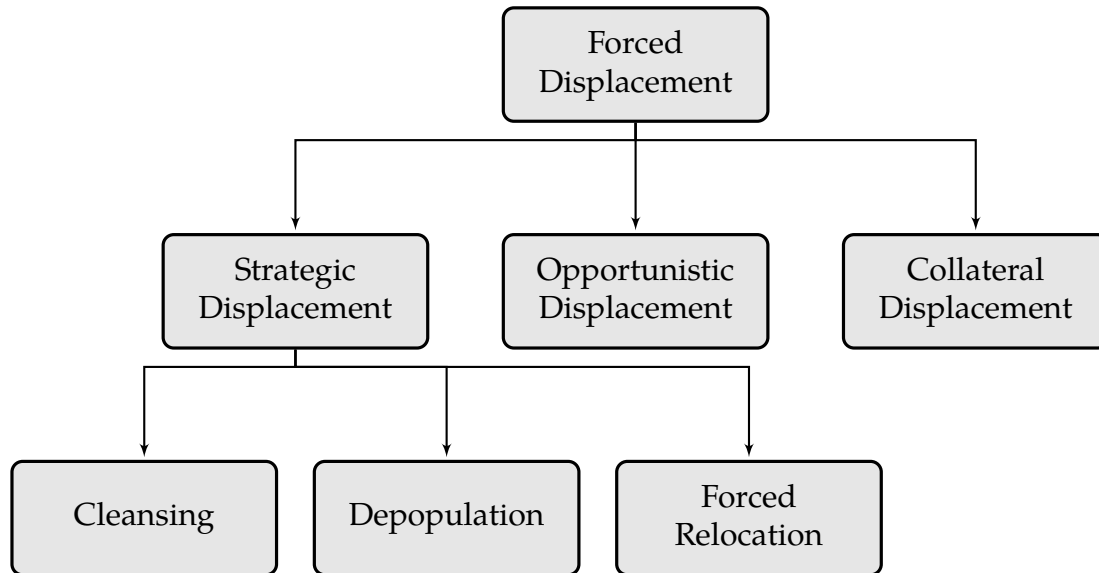 Forced
Displacement
Strategic
Displacement
Opportunistic
Displacement
Collateral
Displacement
Cleansing
Depopulation
Forced
Relocation